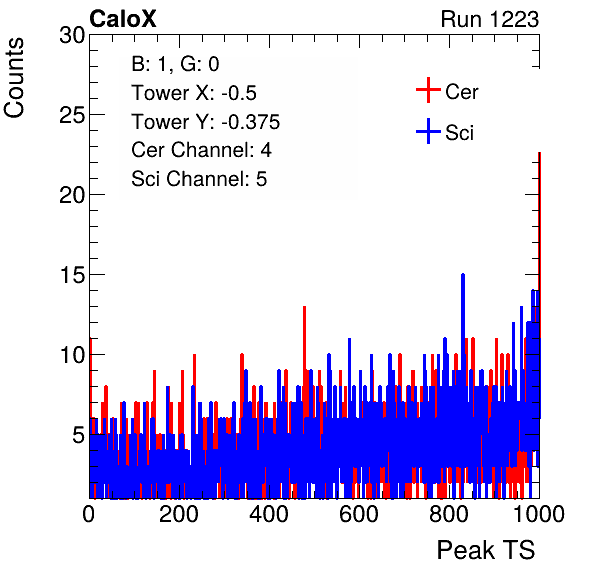 CaloX Run 1223
Counts
30
25
20
15
10
5
B: 1, G: 0
Tower X: -0.5
Tower Y: -0.375
Cer Channel: 4
Sci Channel: 5
Cer
Sci
0 200 400 600 800 1000
Peak TS